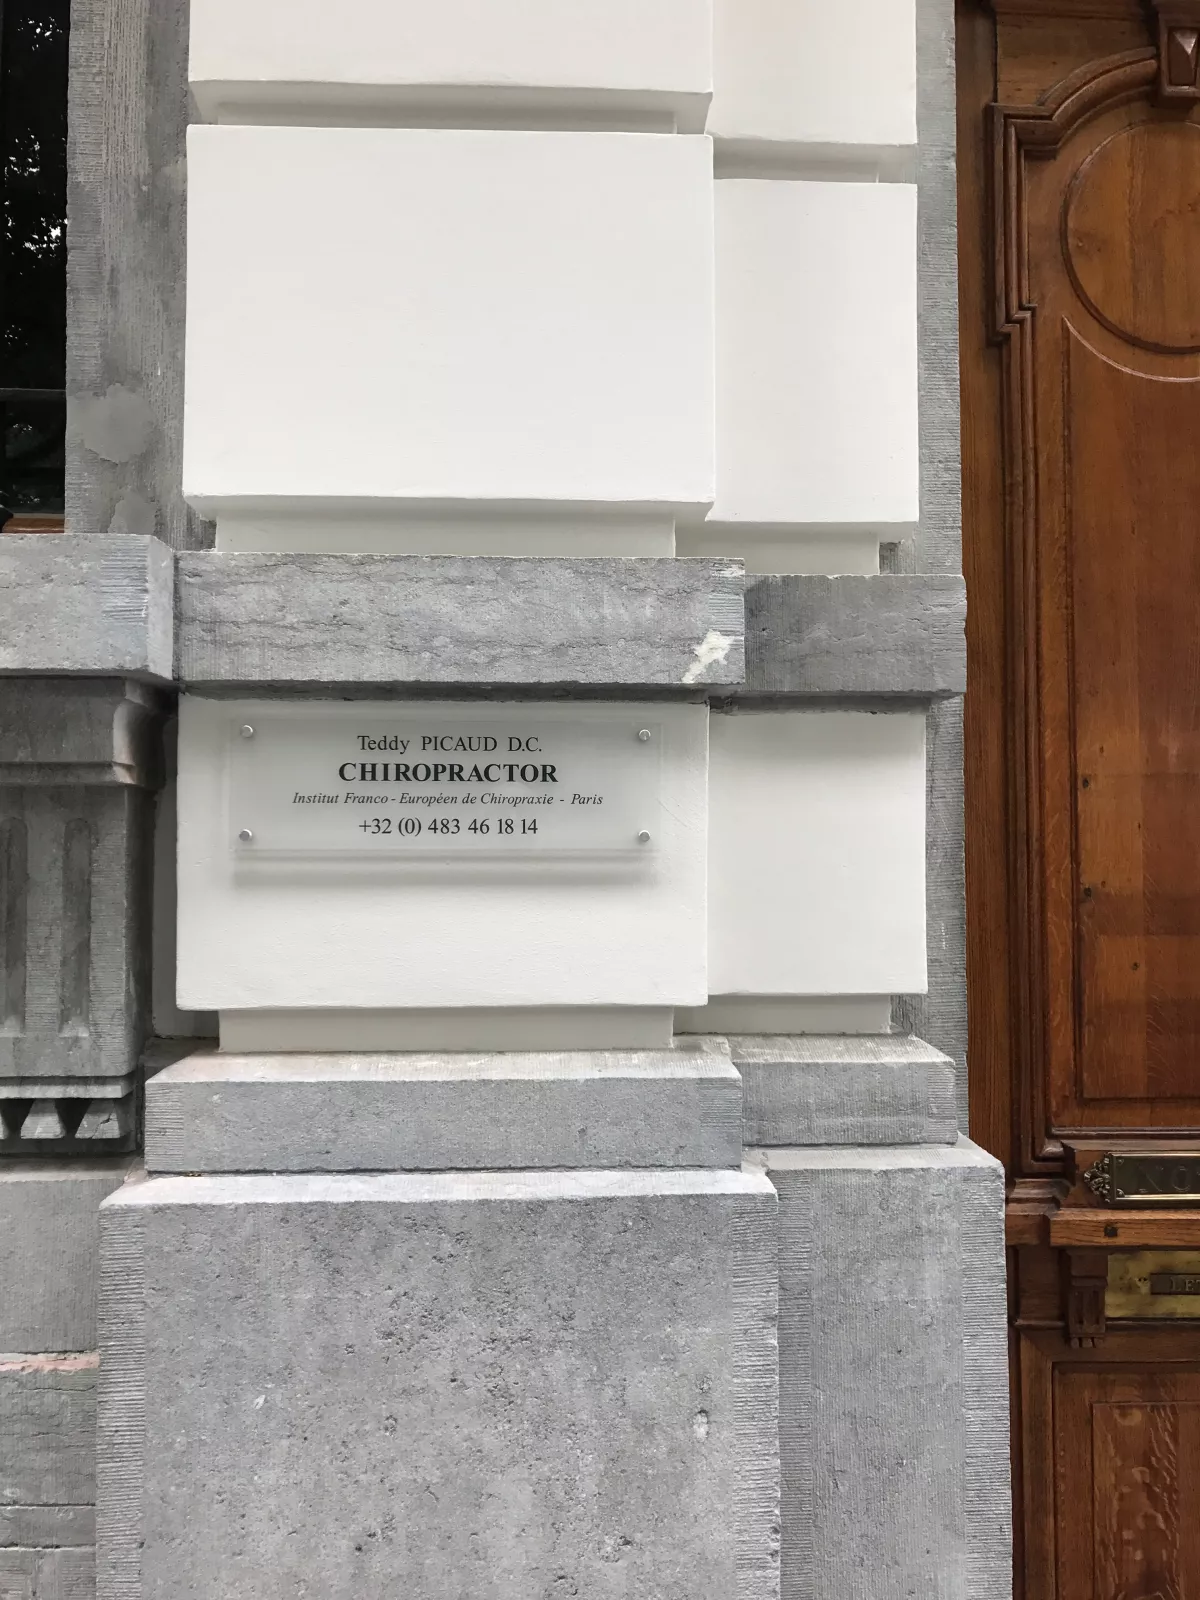 Teddy PICAUD D.C.
CHIROPRACTOR
Institut Franco - Européen de Chiropraxie - Paris
+32 (0) 483 46 18 14